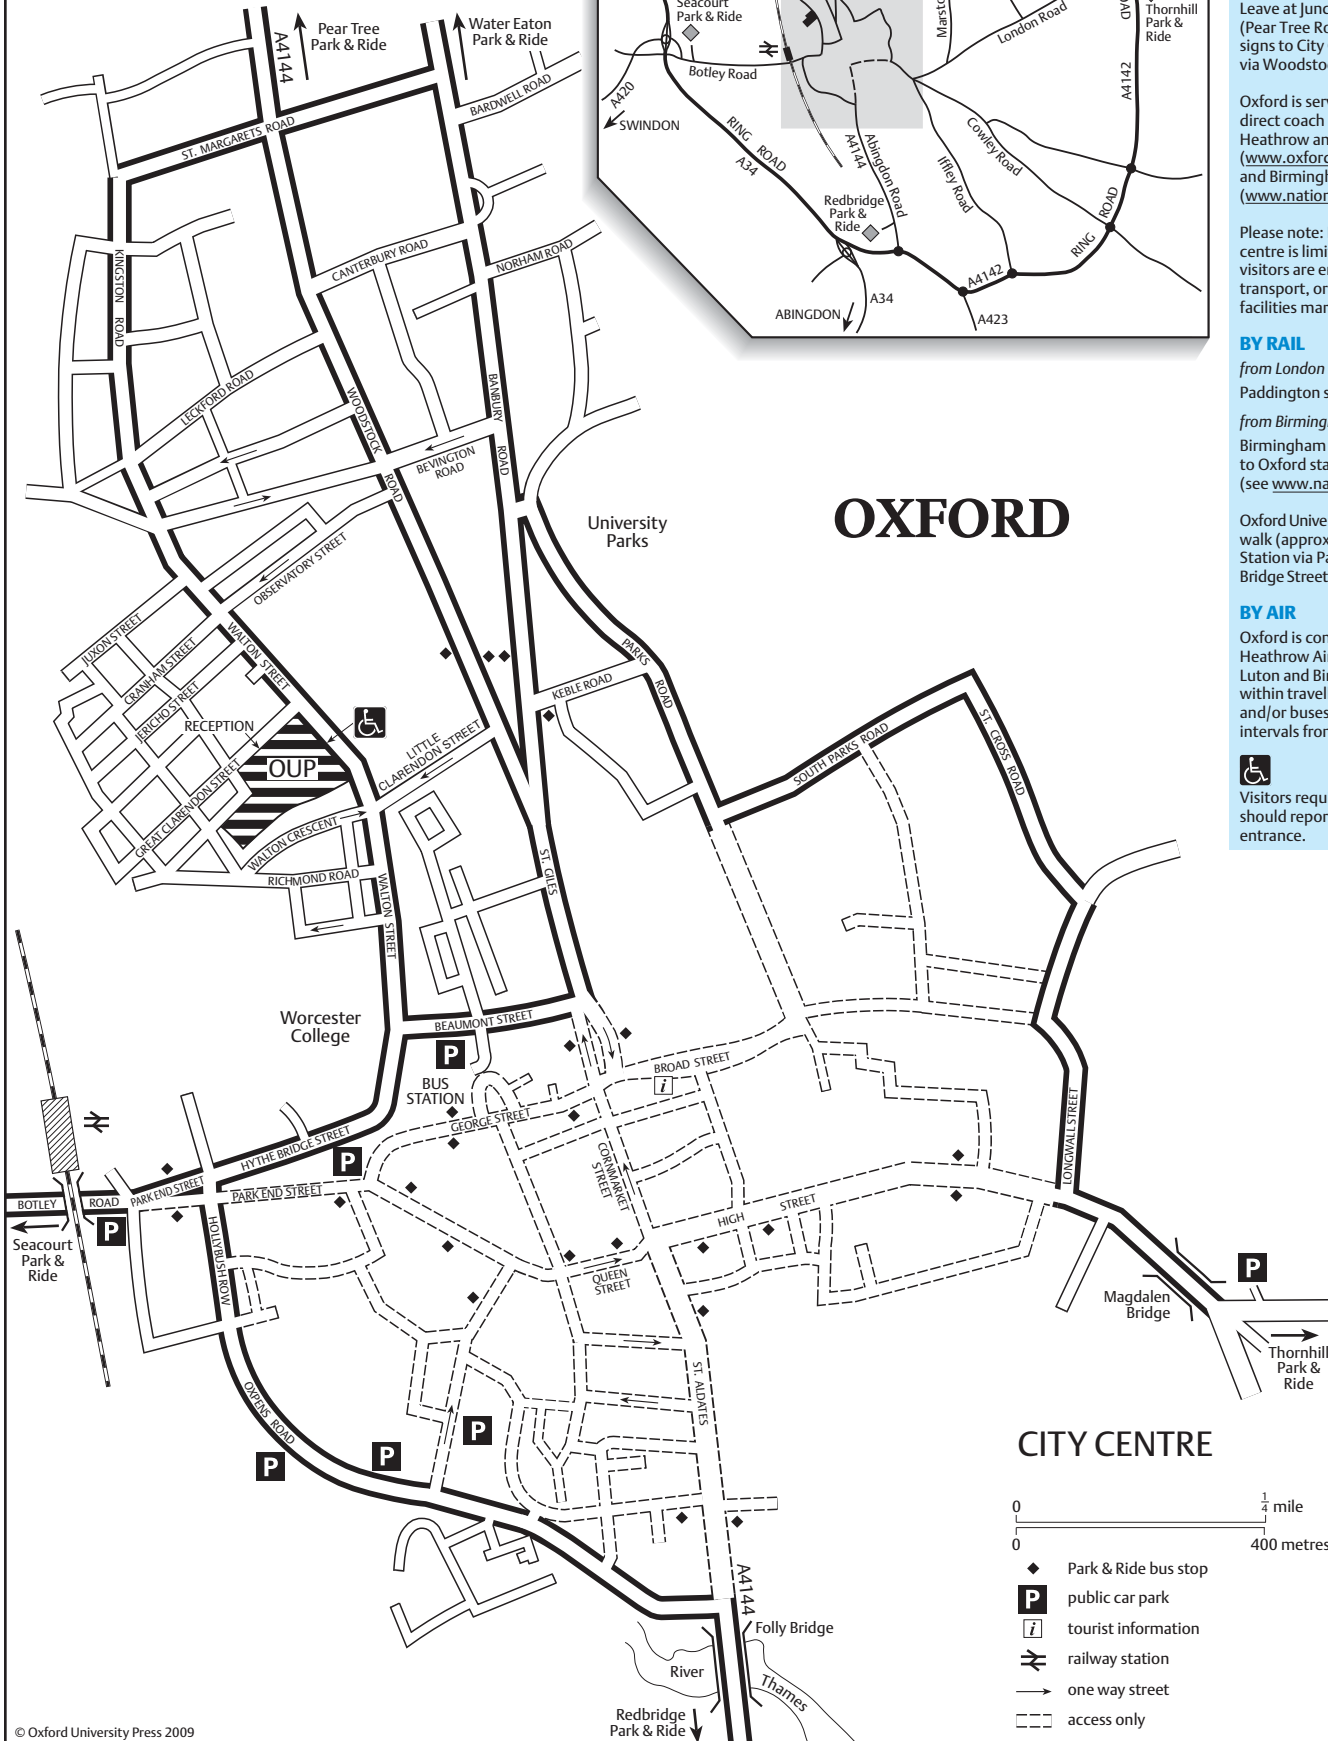 Pear Tree
Park & Ride
Water Eaton
Park & Ride
A4144
BARDWELL ROAD
ST. MARGARETS ROAD
KINGSTON ROAD
CANTERBURY ROAD
NORHAM ROAD
LECKFORD ROAD
WOODSTOCK ROAD
BANBURY ROAD
BEVINGTON
ROAD
OBSERVATORY STREET
University
Parks
OXFORD
JUXON STREET
CRANHAM STREET
JERICHO STREET
WALTON STREET
RECEPTION
OUP
GREAT CLARENDON STREET
LITTLE
CLARENDON STREET
WALTON CRESCENT
RICHMOND ROAD
WALTON STREET
KEBLE ROAD
PARKS ROAD
ST. GILES
SOUTH PARKS ROAD
ST. CROSS ROAD
Worcester
College
BEAUMONT STREET
P
BUS
STATION
BROAD STREET
i
GEORGE STREET
CORNMARKET
STREET
HYTHE BRIDGE STREET
P
PARK END STREET
PARK END STREET
BOTLEY ROAD
P
Seacourt
Park &
Ride
HOLLYBUSH ROW
HIGH STREET
QUEEN
STREET
LONGWALL STREET
Magdalen
Bridge
P
Thornhill
Park &
Ride
OXPENS ROAD
P
P
P
ST. ALDATES
A4144
Folly Bridge
River
Thames
Redbridge
Park & Ride
© Oxford University Press 2009
CITY CENTRE
0
1/4 mile
0
400 metres
Park & Ride bus stop
P
public car park
i
tourist information
railway station
one way street
access only
Seacourt
Park & Ride
Botley Road
A420
SWINDON
RING ROAD
A34
A4144
Abingdon Road
Iffley Road
Cowley Road
London Road
Thornhill
Park &
Ride
A4142
Redbridge
Park &
Ride
RING ROAD
A4142
A34
ABINGDON
A423
Leave at Junc
(Pear Tree Ro
signs to City
via Woodsto
Oxford is serv
direct coach
Heathrow an
(www.oxford
and Birmingh
(www.nation
Please note:
centre is limi
visitors are en
transport, or
facilities mar
BY RAIL
from London
Paddington s
from Birming
Birmingham
to Oxford sta
(see www.na
Oxford Unive
walk (approx
Station via Pa
Bridge Street
BY AIR
Oxford is con
Heathrow Air
Luton and Bir
within travel
and/or buses
intervals from
Visitors requ
should repor
entrance.